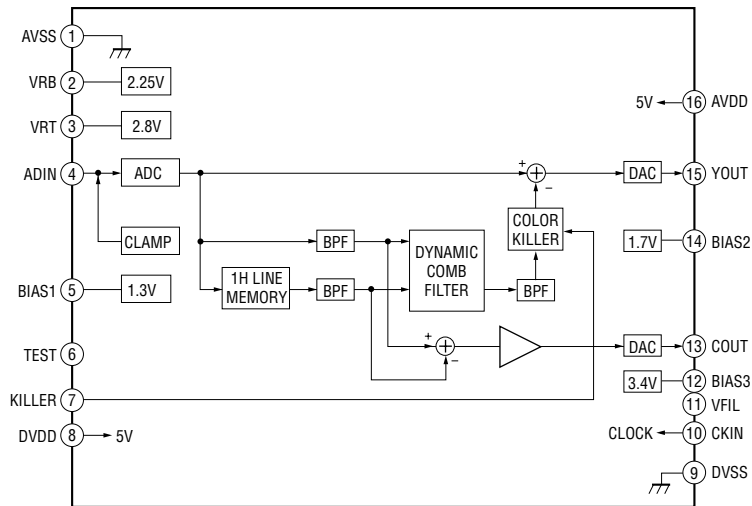 AVSS 1
VRB 2 2.25V
VRT 3 2.8V
ADIN 4 ADC
CLAMP
BIAS1 5 1.3V
TEST 6
KILLER 7
DVDD 8 5V
1H LINE
MEMORY
BPF
BPF
DYNAMIC
COMB
FILTER
BPF
COLOR
KILLER
+
−
+
−
5V 16 AVDD
DAC 15 YOUT
1.7V 14 BIAS2
DAC 13 COUT
3.4V 12 BIAS3
11 VFIL
CLOCK 10 CKIN
9 DVSS